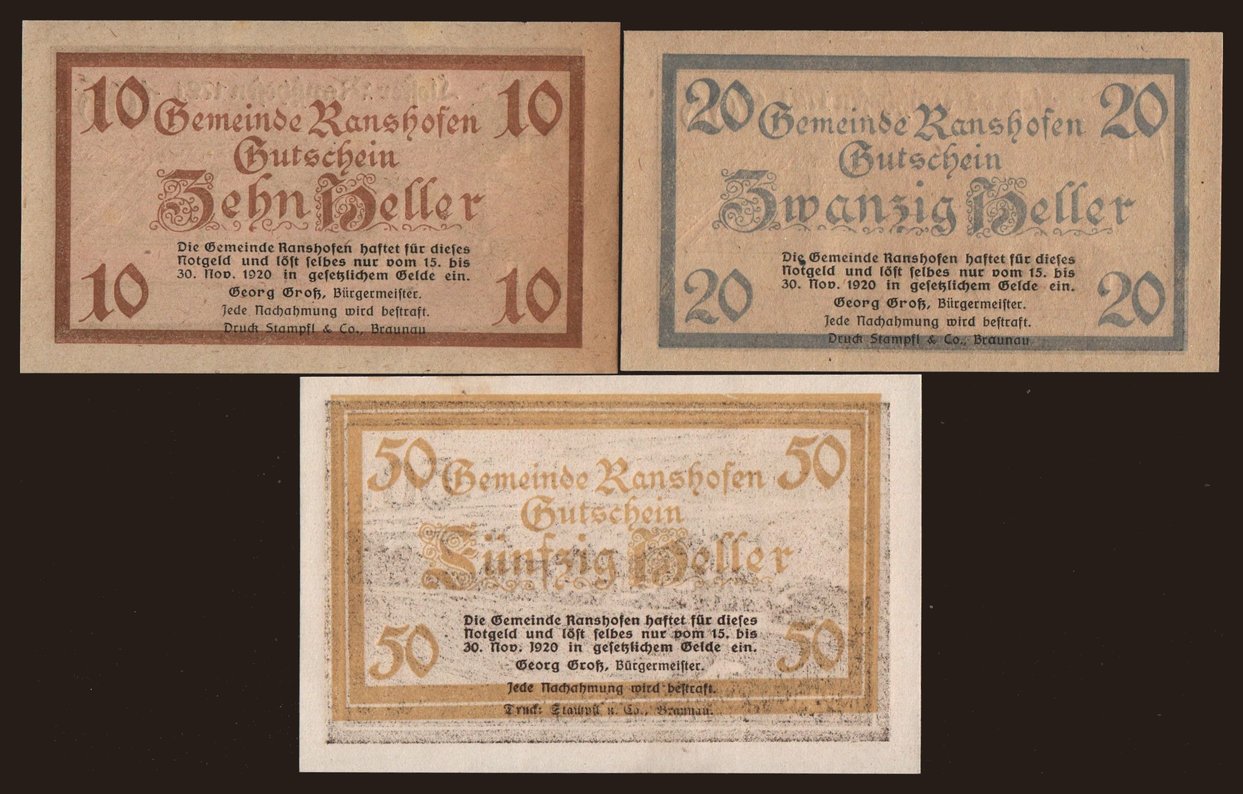 10 10
Gemeinde Ranshofen
Gutschein
Zehn Heller
Die Gemeinde Ranshofen haftet für dieses
Notgeld und löst selbes nur vom 15. bis
30. Nov. 1920 in gesetzlichem Gelde ein.
Georg Groß, Bürgermeister.
10 10
Jede Nachahmung wird bestraft.
Druck Stampfl & Co., Braunau
20 20
Gemeinde Ranshofen
Gutschein
Zwanzig Heller
Die Gemeinde Ranshofen haftet für dieses
Notgeld und löst selbes nur vom 15. bis
30. Nov. 1920 in gesetzlichem Gelde ein.
20 20
Georg Groß, Bürgermeister.
Jede Nachahmung wird bestraft.
Druck Stampfl & Co., Braunau
50 50
Gemeinde Ranshofen
Gutschein
Fünfzig Heller
Die Gemeinde Ranshofen haftet für dieses
Notgeld und löst selbes nur vom 15. bis
30. Nov. 1920 in gesetzlichem Gelde ein.
50 50
Georg Groß, Bürgermeister.
Jede Nachahmung wird bestraft.
Druck: Stampfl u. Co., Braunau.